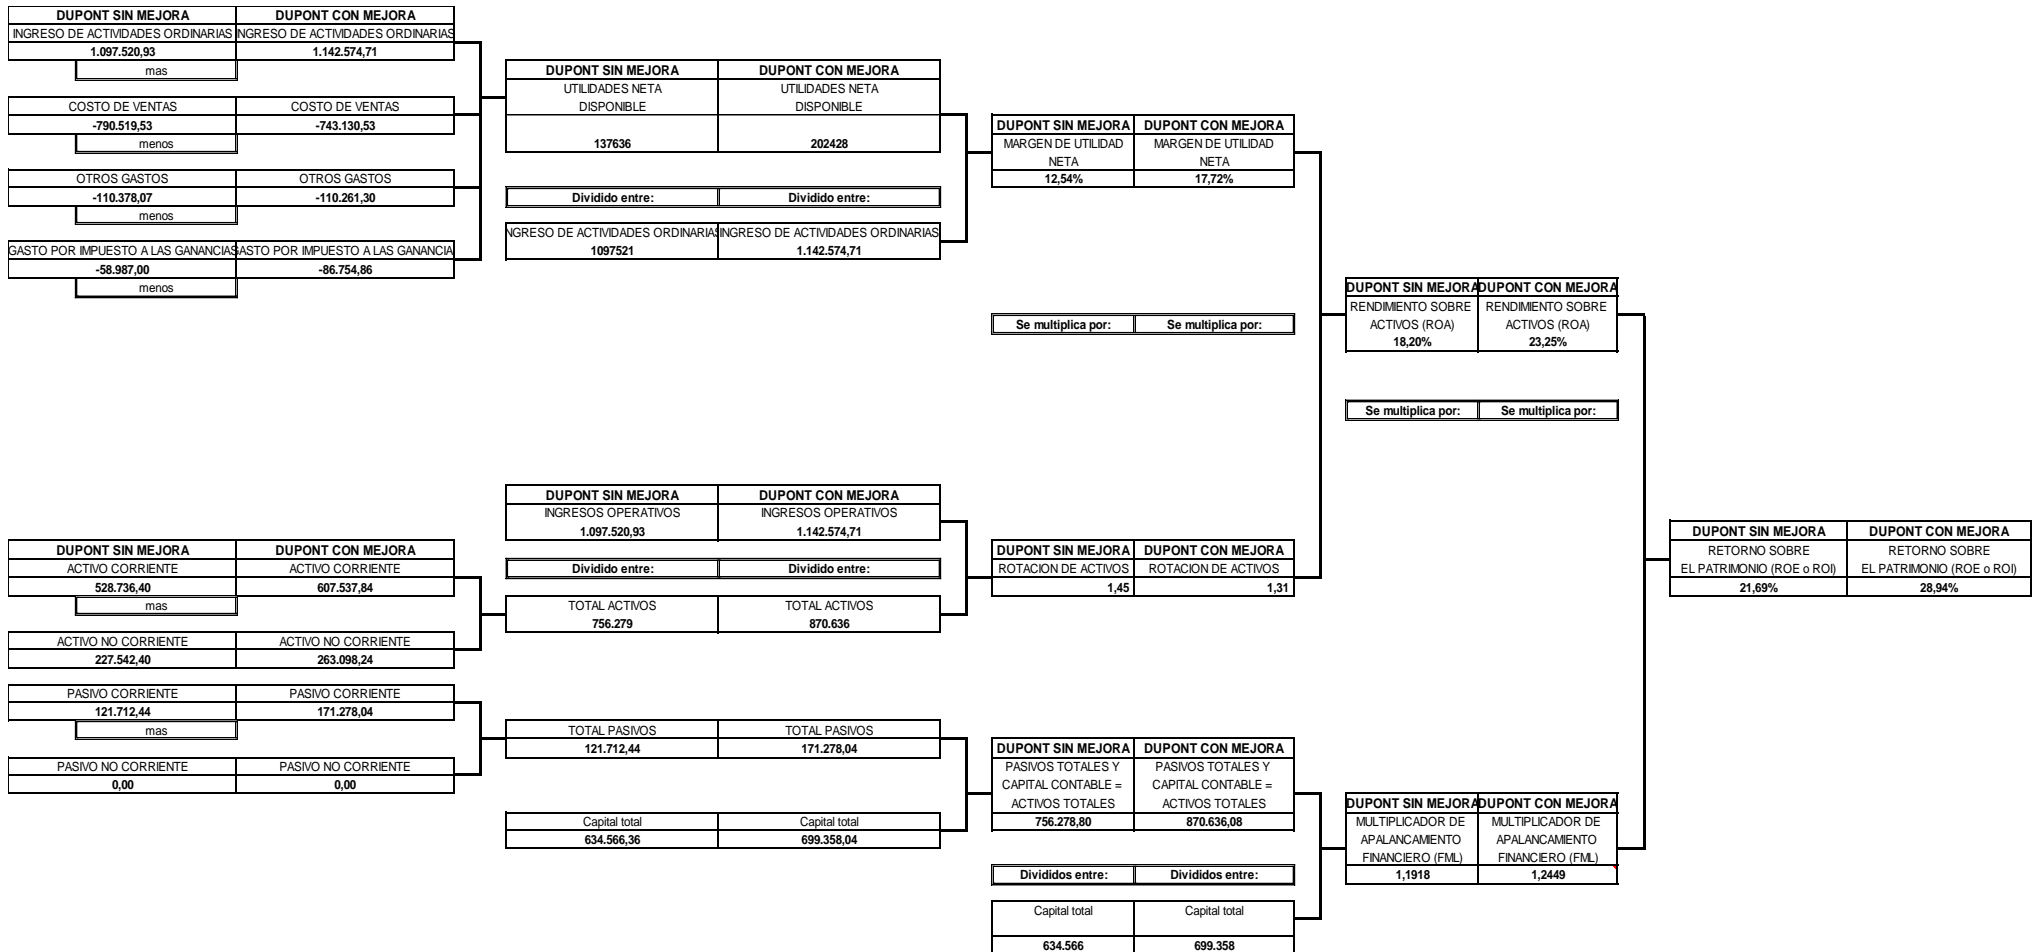 DUPONT SIN MEJORA DUPONT CON MEJORA
INGRESO DE ACTIVIDADES ORDINARIAS NGRESO DE ACTIVIDADES ORDINARIAS
1.097.520,93 1.142.574,71
mas
COSTO DE VENTAS COSTO DE VENTAS
-790.519,53 -743.130,53
menos
OTROS GASTOS OTROS GASTOS
-110.378,07 -110.261,30
menos
GASTO POR IMPUESTO A LAS GANANCIAS GASTO POR IMPUESTO A LAS GANANCIA
-58.987,00 -86.754,86
menos
DUPONT SIN MEJORA DUPONT CON MEJORA
UTILIDADES NETA UTILIDADES NETA
DISPONIBLE DISPONIBLE
137636 202428
Dividido entre: Dividido entre:
NGRESO DE ACTIVIDADES ORDINARIAS INGRESO DE ACTIVIDADES ORDINARIAS
1097521 1.142.574,71
DUPONT SIN MEJORA DUPONT CON MEJORA
MARGEN DE UTILIDAD MARGEN DE UTILIDAD
NETA NETA
12,54% 17,72%
Se multiplica por: Se multiplica por:
DUPONT SIN MEJORA DUPONT CON MEJORA
RENDIMIENTO SOBRE RENDIMIENTO SOBRE
ACTIVOS (ROA) ACTIVOS (ROA)
18,20% 23,25%
Se multiplica por: Se multiplica por:
DUPONT SIN MEJORA DUPONT CON MEJORA
INGRESOS OPERATIVOS INGRESOS OPERATIVOS
1.097.520,93 1.142.574,71
Dividido entre: Dividido entre:
TOTAL ACTIVOS TOTAL ACTIVOS
756.279 870.636
DUPONT SIN MEJORA DUPONT CON MEJORA
ACTIVO CORRIENTE ACTIVO CORRIENTE
528.736,40 607.537,84
mas
ACTIVO NO CORRIENTE ACTIVO NO CORRIENTE
227.542,40 263.098,24
DUPONT SIN MEJORA DUPONT CON MEJORA
ROTACION DE ACTIVOS ROTACION DE ACTIVOS
1,45 1,31
DUPONT SIN MEJORA DUPONT CON MEJORA
RETORNO SOBRE RETORNO SOBRE
EL PATRIMONIO (ROE o ROI) EL PATRIMONIO (ROE o ROI)
21,69% 28,94%
PASIVO CORRIENTE PASIVO CORRIENTE
121.712,44 171.278,04
mas
PASIVO NO CORRIENTE PASIVO NO CORRIENTE
0,00 0,00
TOTAL PASIVOS TOTAL PASIVOS
121.712,44 171.278,04
Capital total Capital total
634.566,36 699.358,04
DUPONT SIN MEJORA DUPONT CON MEJORA
PASIVOS TOTALES Y PASIVOS TOTALES Y
CAPITAL CONTABLE = CAPITAL CONTABLE =
ACTIVOS TOTALES ACTIVOS TOTALES
756.278,80 870.636,08
Divididos entre: Divididos entre:
Capital total Capital total
634.566 699.358
DUPONT SIN MEJORA DUPONT CON MEJORA
MULTIPLICADOR DE MULTIPLICADOR DE
APALANCAMIENTO APALANCAMIENTO
FINANCIERO (FML) FINANCIERO (FML)
1,1918 1,2449